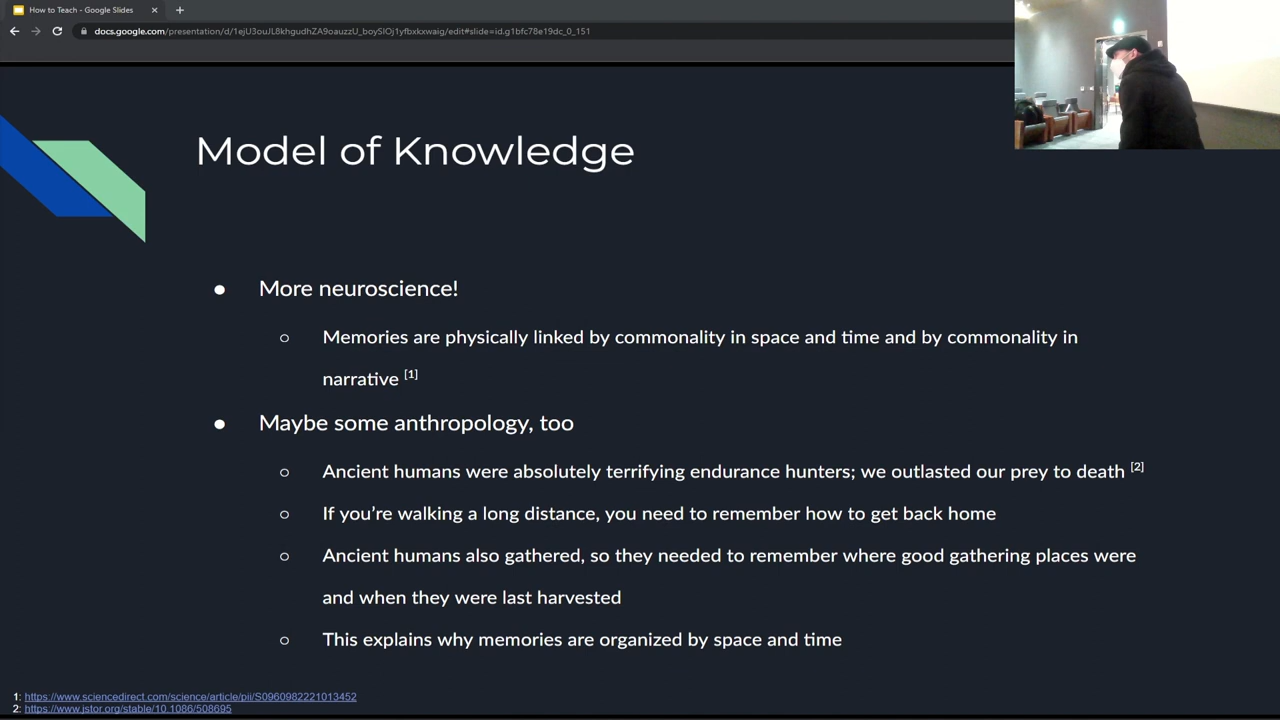 How to Teach - Google Slides
docs.google.com/presentation/d/1ejU3ouJL8khgudhZA9oauzzU_boySIOj1yfbxkxwaig/edit#slide=id.g1bfc78e19dc_0_151
Model of Knowledge
● More neuroscience!
○ Memories are physically linked by commonality in space and time and by commonality in
narrative [1]
● Maybe some anthropology, too
○ Ancient humans were absolutely terrifying endurance hunters; we outlasted our prey to death [2]
○ If you’re walking a long distance, you need to remember how to get back home
○ Ancient humans also gathered, so they needed to remember where good gathering places were
and when they were last harvested
○ This explains why memories are organized by space and time
1: https://www.sciencedirect.com/science/article/pii/S0960982221013452
2: https://www.jstor.org/stable/10.1086/508695